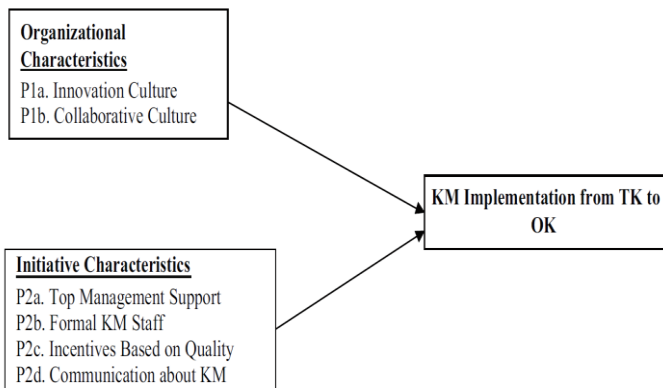 Organizational
Characteristics
P1a. Innovation Culture
P1b. Collaborative Culture
KM Implementation from TK to
OK
Initiative Characteristics
P2a. Top Management Support
P2b. Formal KM Staff
P2c. Incentives Based on Quality
P2d. Communication about KM